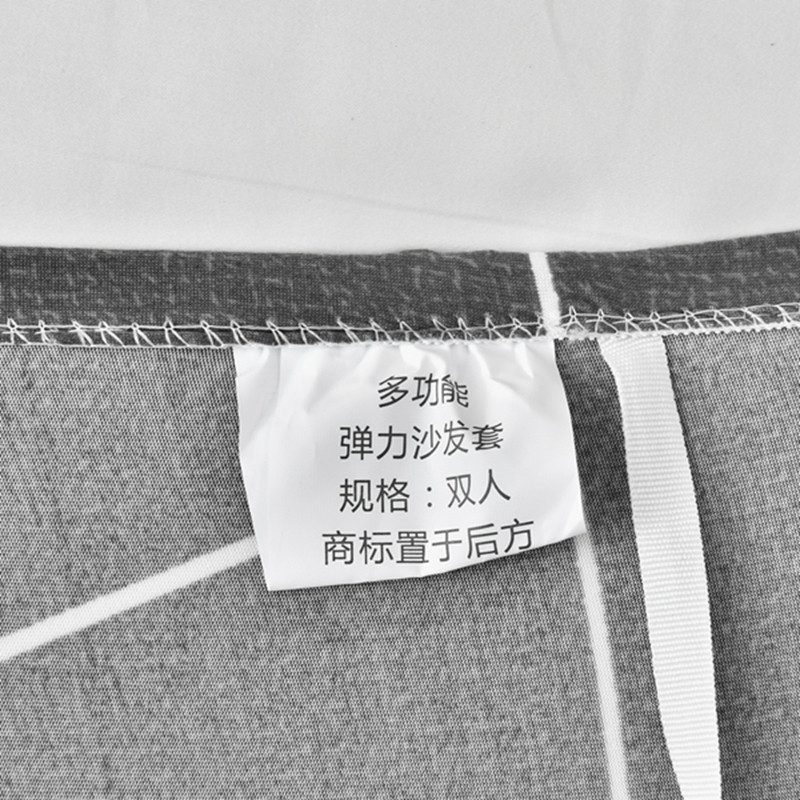 多功能
弹力沙发套
规格：双人
商标置于后方